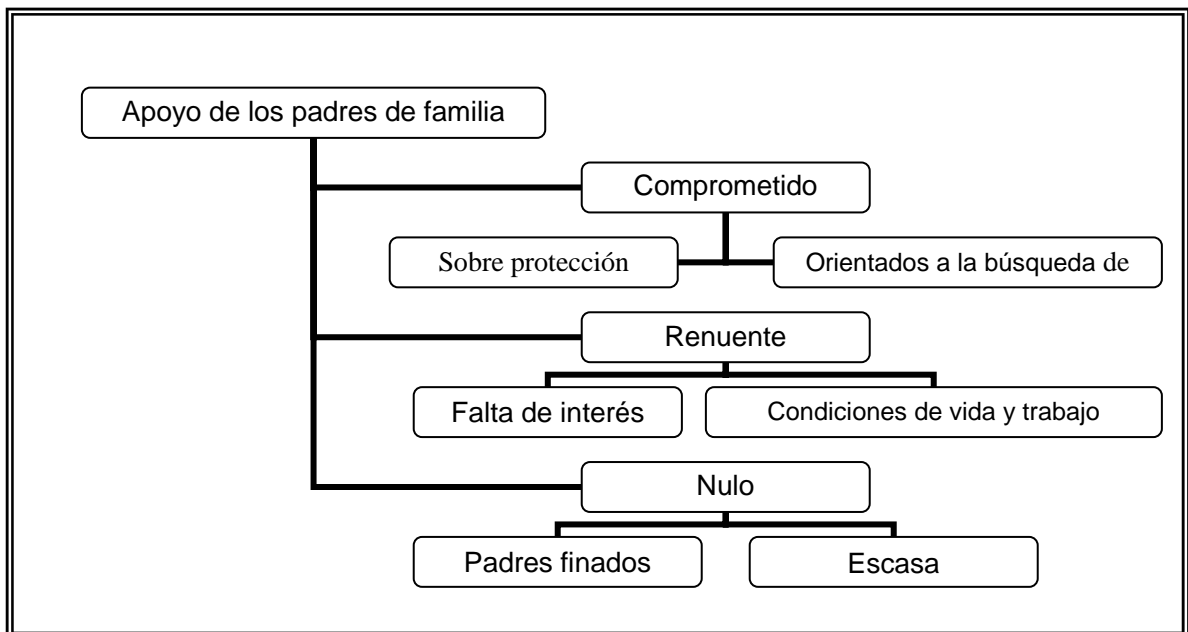 Apoyo de los padres de familia
Comprometido
Sobre protección
Orientados a la búsqueda de
Renuente
Falta de interés
Condiciones de vida y trabajo
Nulo
Padres finados
Escasa